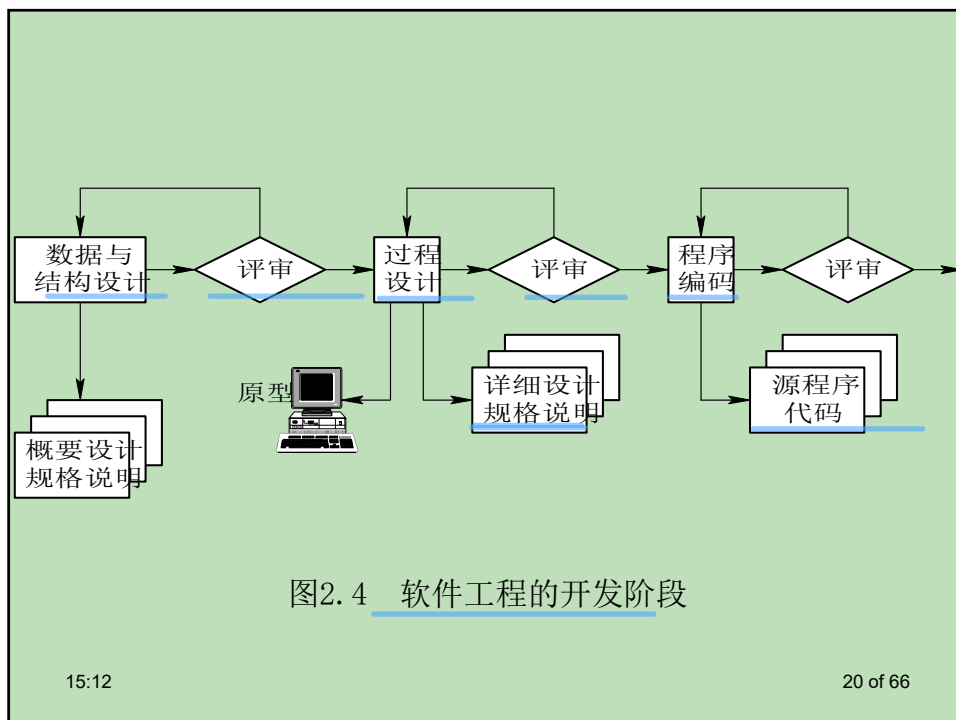 数据与
结构设计
评审
过程
设计
评审
程序
编码
评审
原型
详细设计
规格说明
源程序
代码
概要设计
规格说明
图2.4 软件工程的开发阶段
15:12
20 of 66